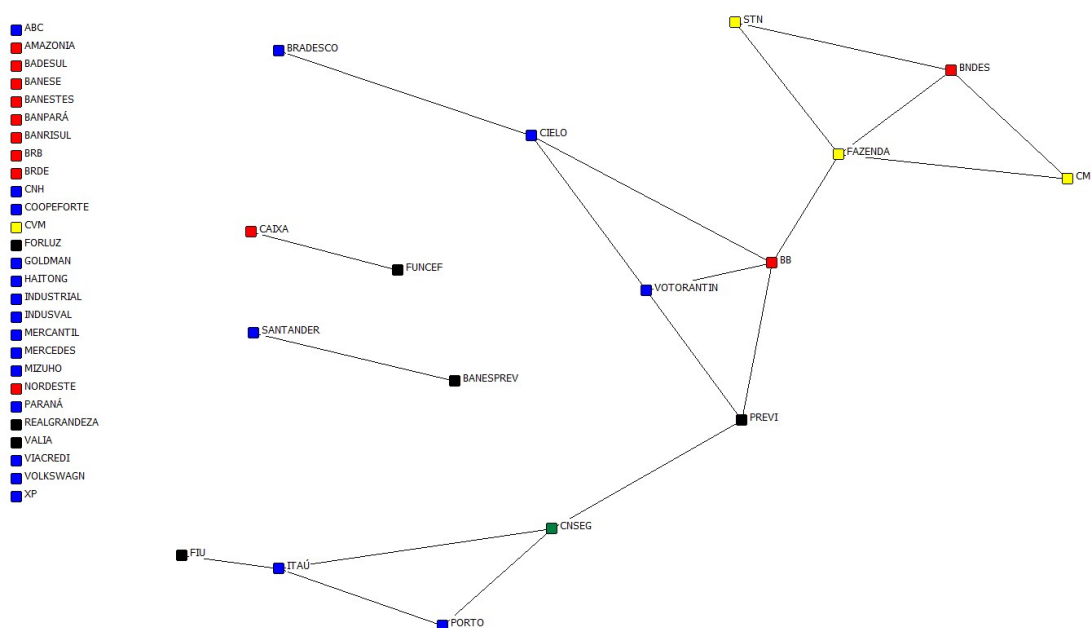 ABC
AMAZONIA
BADESUL
BANESE
BANESTES
BANPARÁ
BANRISUL
BRB
BRDE
CNH
COOPEFORTE
CVM
FORLUZ
GOLDMAN
HAITONG
INDUSTRIAL
INDUSVAL
MERCANTIL
MERCEDES
MIZUHO
NORDESTE
PARANÁ
REALGRANDEZA
VALIA
VIACREDI
VOLKSWAGN
XP
STN
BRADESCO
BNDES
CIELO
FAZENDA
CM
CAIXA
FUNCEF
BB
VOTORANTIN
SANTANDER
BANESPREV
PREVI
CNSEG
FIU
ITAÚ
PORTO